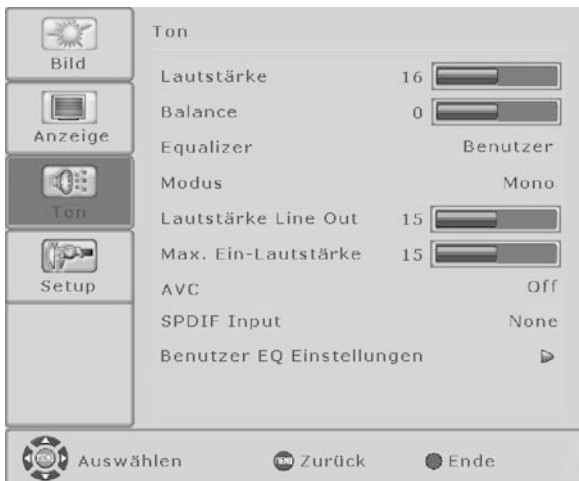 Bild
Anzeige
Ton
Setup
Ton
Lautstärke 16
Balance 0
Equalizer Benutzer
Modus Mono
Lautstärke Line Out 15
Max. Ein-Lautstärke 15
AVC Off
SPDIF Input None
Benutzer EQ Einstellungen
MENU Auswählen MENU Zurück Ende